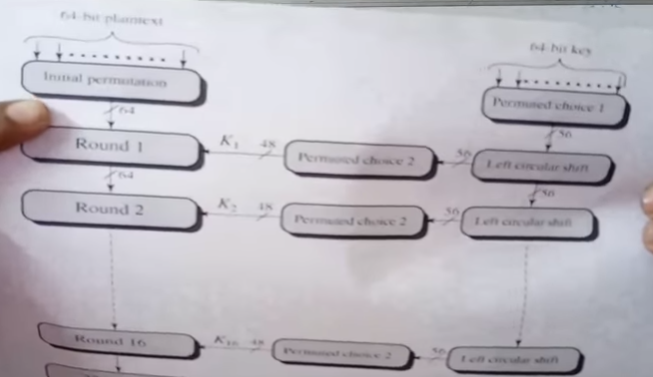 64-bit plaintext
64-bit key
Initial permutation
Permuted choice 1
64
56
Round 1
K1
48
Permuted choice 2
56
Left circular shift
64
56
Round 2
K2
48
Permuted choice 2
56
Left circular shift
Round 16
K16
48
Permuted choice 2
56
Left circular shift